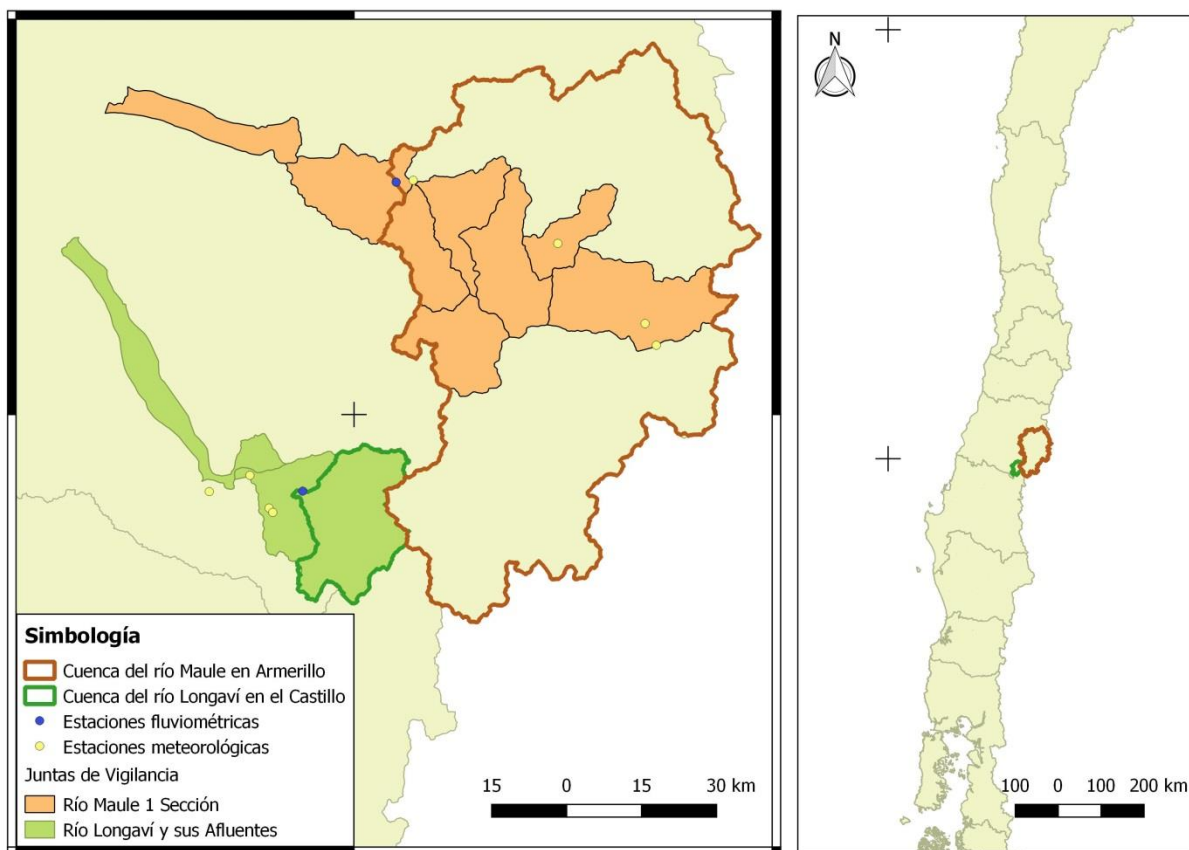 Simbología
Cuenca del río Maule en Armerillo
Cuenca del río Longaví en el Castillo
Estaciones fluviométricas
Estaciones meteorológicas
Juntas de Vigilancia
Río Maule 1 Sección
Río Longaví y sus Afluentes
15 0 15 30 km
N
100 0 100 200 km